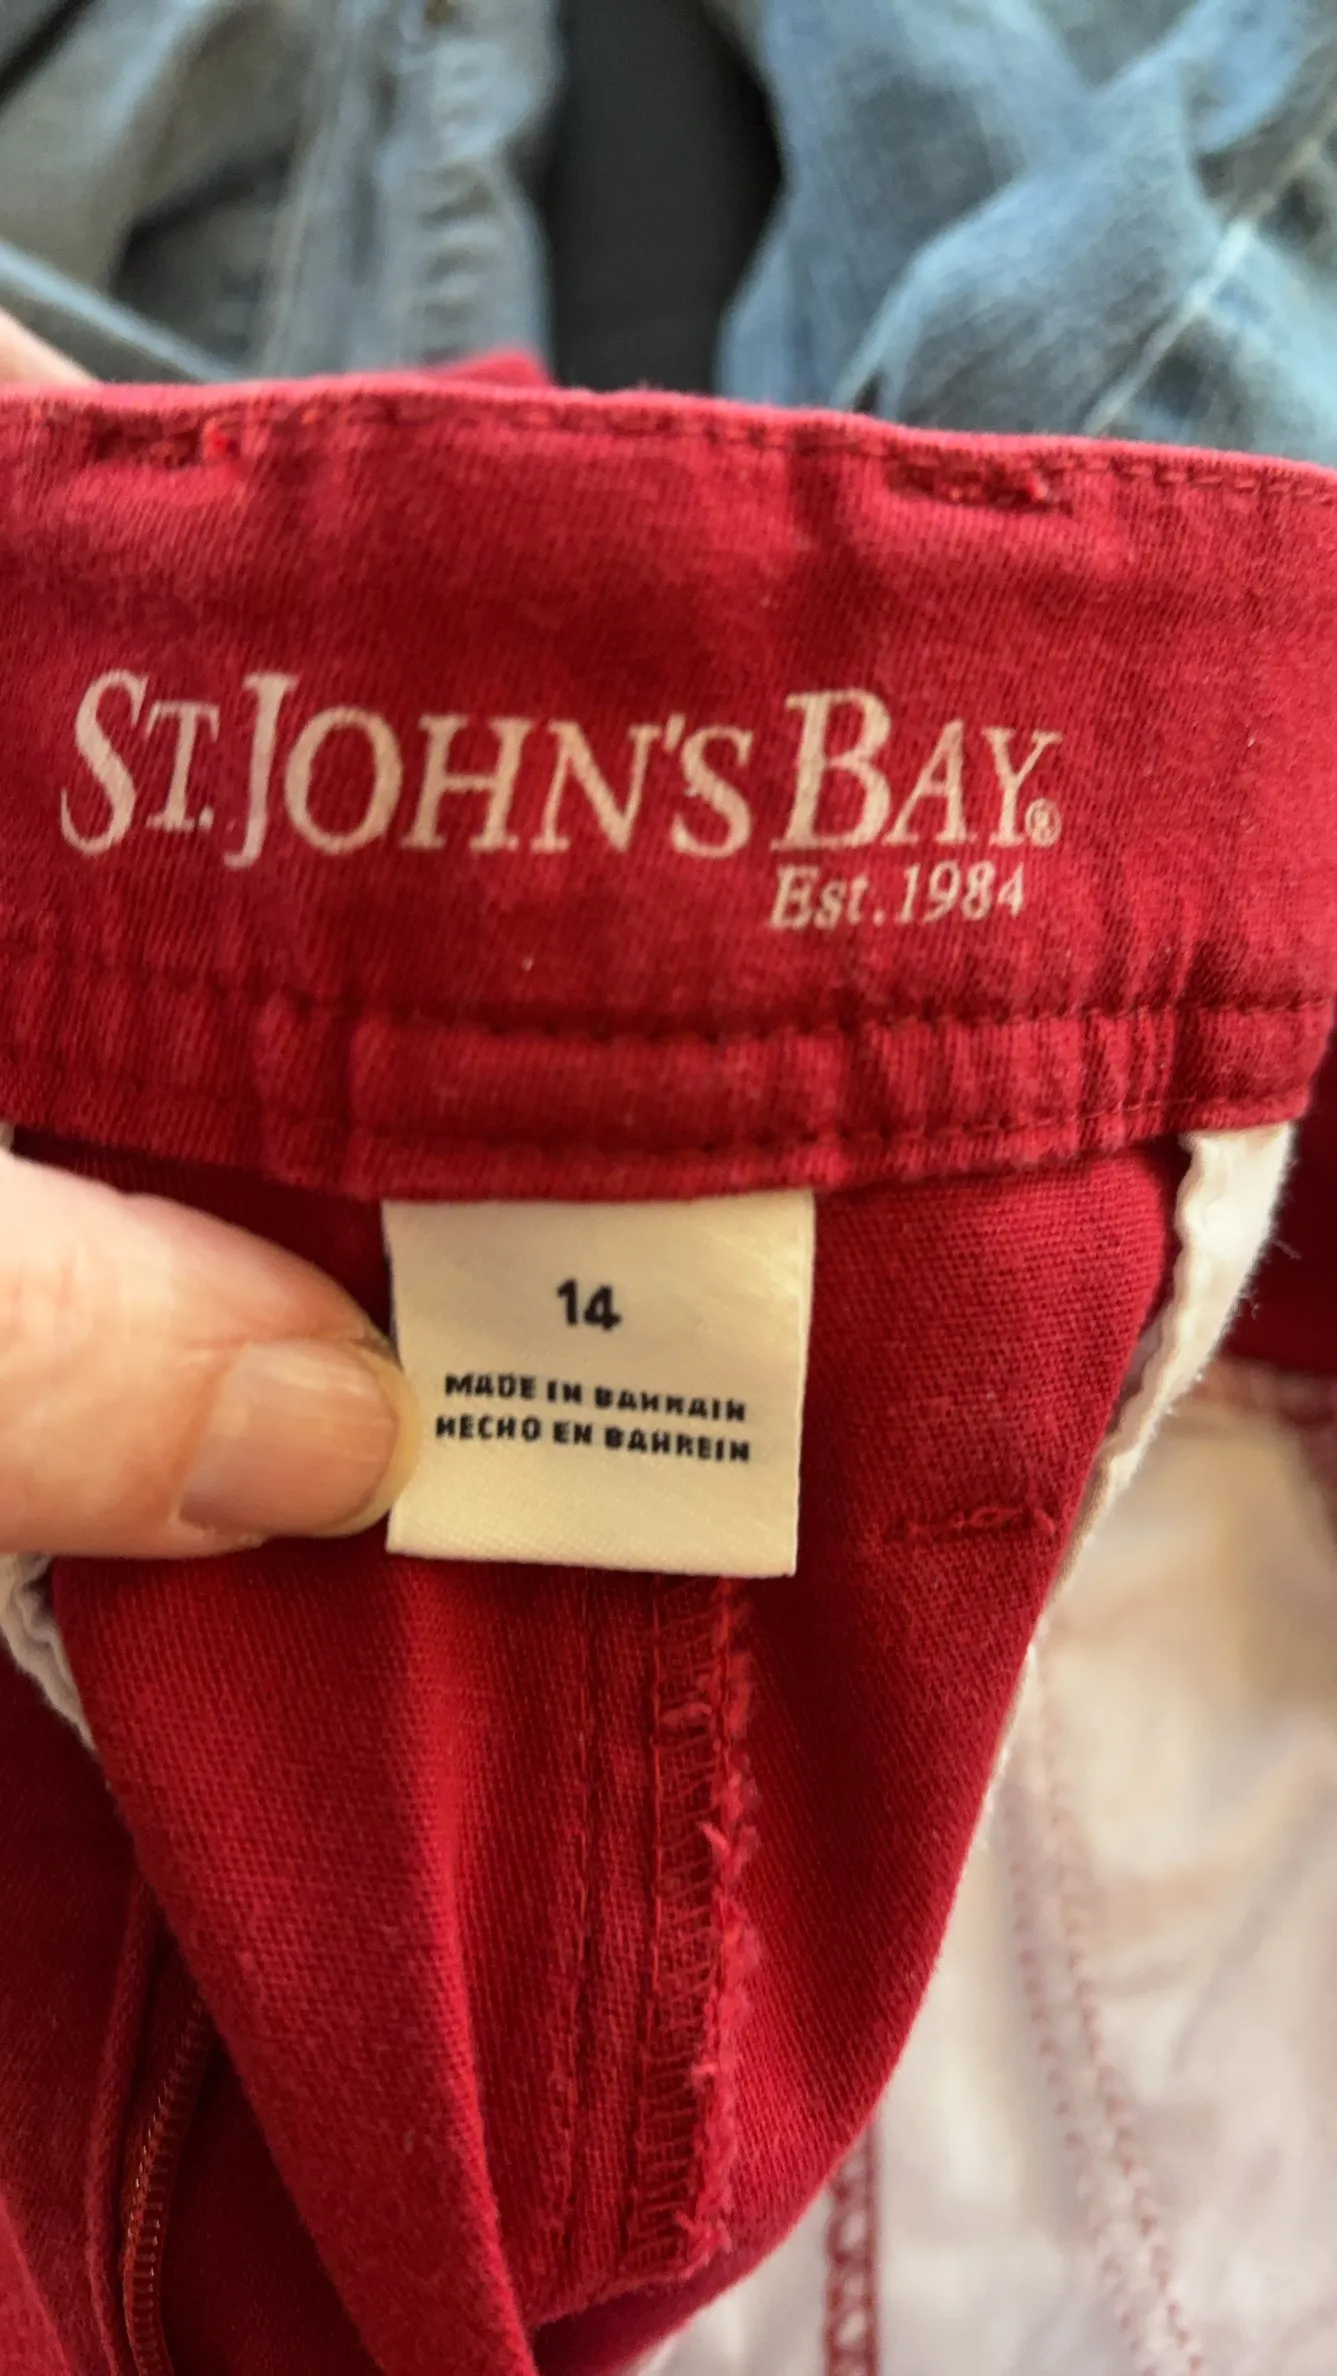 ST. JOHN'S BAY®
Est. 1984
14
MADE IN BAHRAIN
HECHO EN BAHREIN